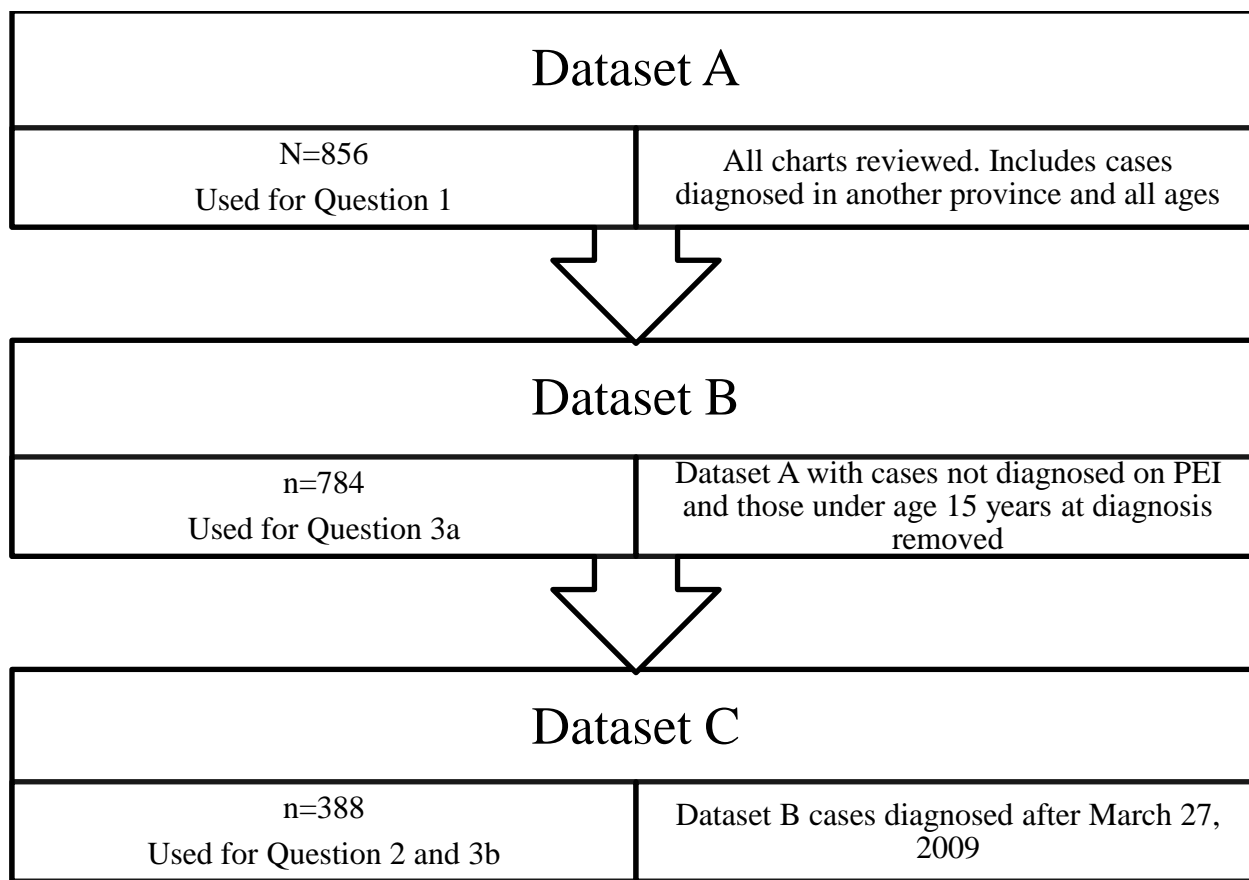 Dataset A
N=856
Used for Question 1
All charts reviewed. Includes cases
diagnosed in another province and all ages
Dataset B
n=784
Used for Question 3a
Dataset A with cases not diagnosed on PEI
and those under age 15 years at diagnosis
removed
Dataset C
n=388
Used for Question 2 and 3b
Dataset B cases diagnosed after March 27,
2009